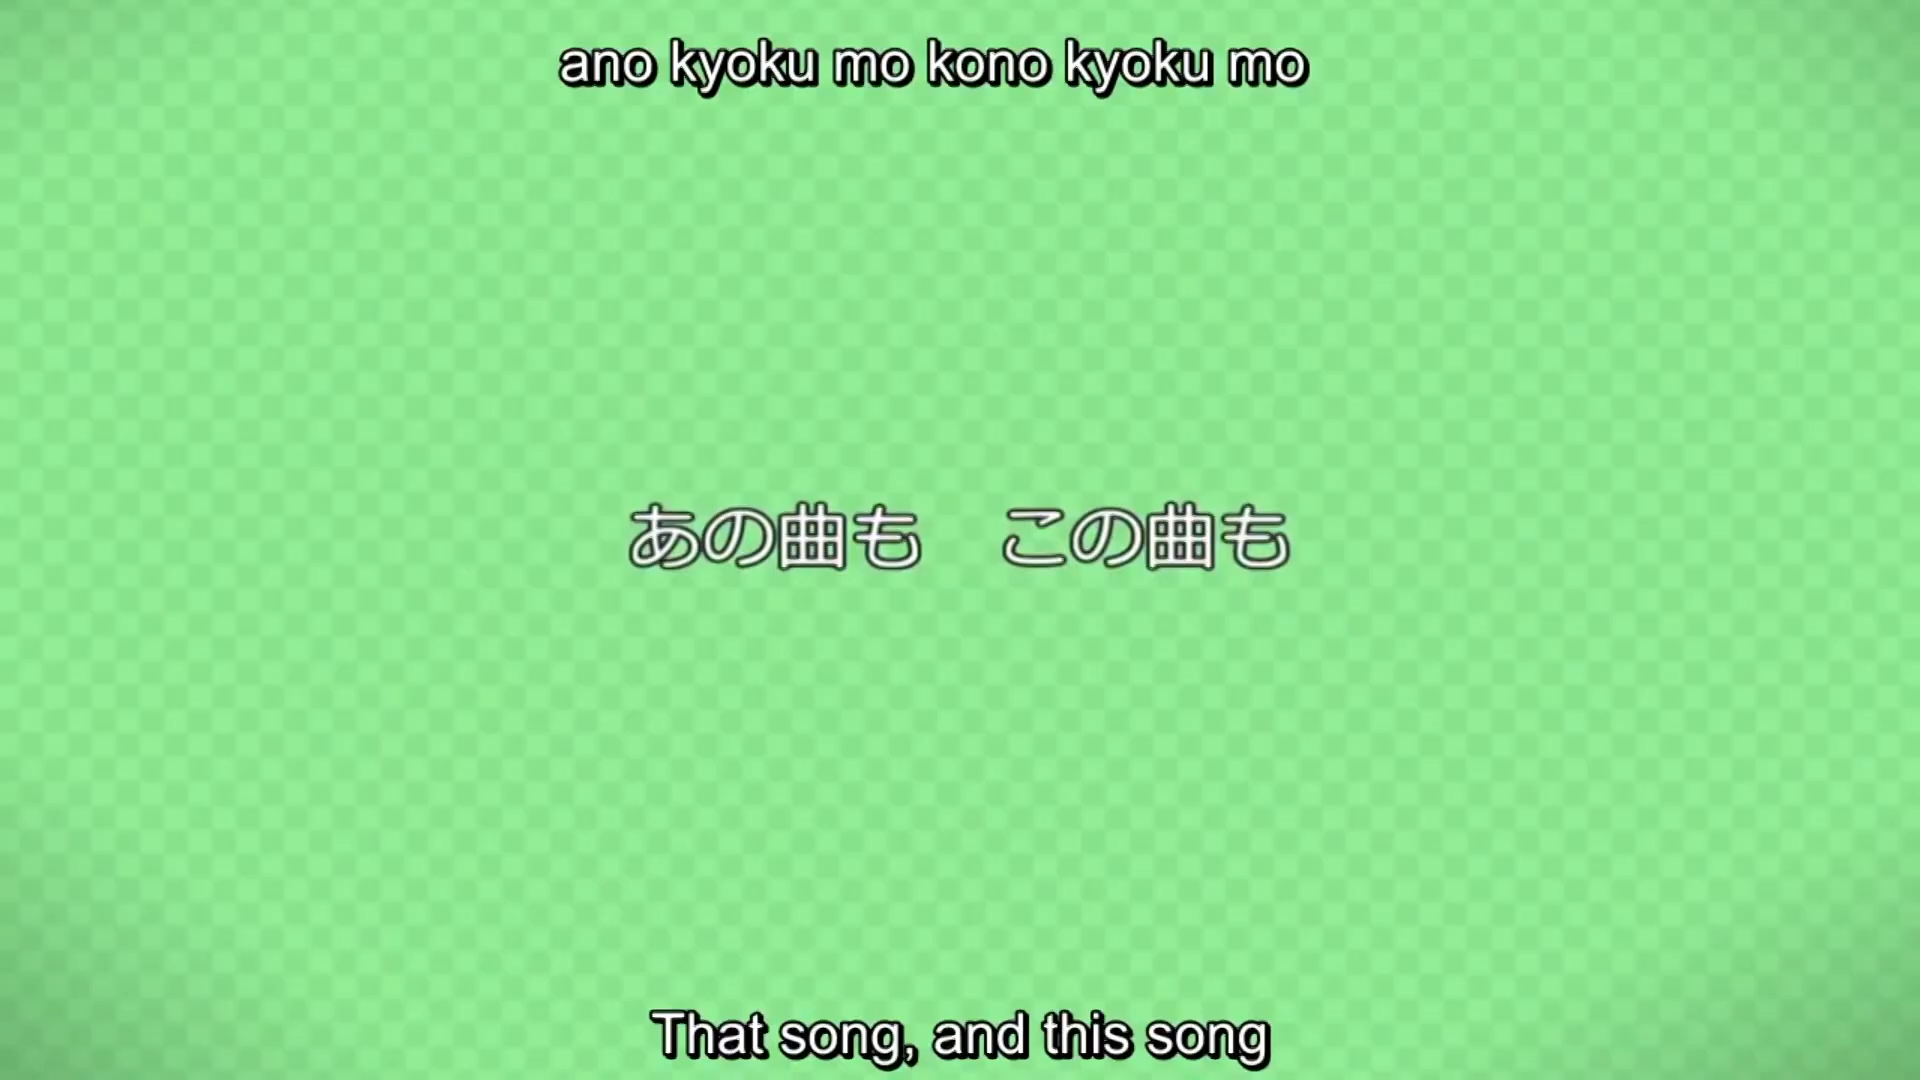 ano kyoku mo kono kyoku mo
あの曲も　この曲も
That song, and this song